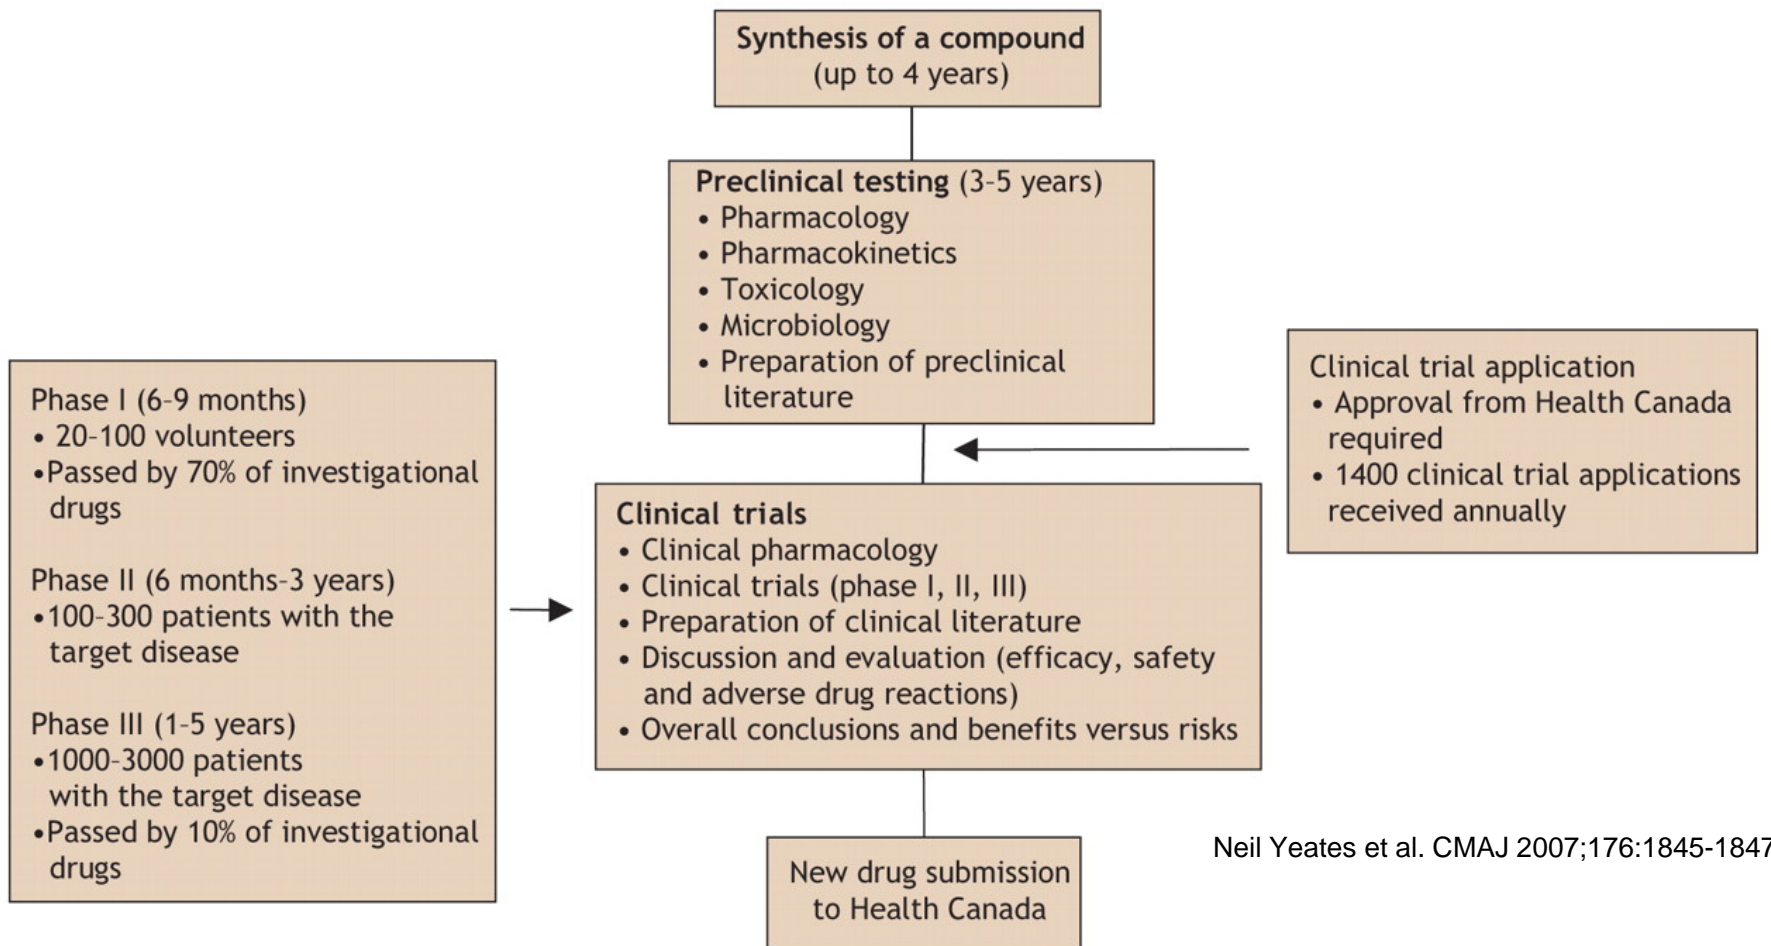 Synthesis of a compound
(up to 4 years)
Preclinical testing (3–5 years)
• Pharmacology
• Pharmacokinetics
• Toxicology
• Microbiology
• Preparation of preclinical
literature
Clinical trial application
• Approval from Health Canada
required
• 1400 clinical trial applications
received annually
Phase I (6–9 months)
• 20–100 volunteers
•Passed by 70% of investigational
drugs
Phase II (6 months–3 years)
•100–300 patients with the
target disease
Phase III (1–5 years)
•1000–3000 patients
with the target disease
•Passed by 10% of investigational
drugs
Clinical trials
• Clinical pharmacology
• Clinical trials (phase I, II, III)
• Preparation of clinical literature
• Discussion and evaluation (efficacy, safety
and adverse drug reactions)
• Overall conclusions and benefits versus risks
New drug submission
to Health Canada
Neil Yeates et al. CMAJ 2007;176:1845-1847